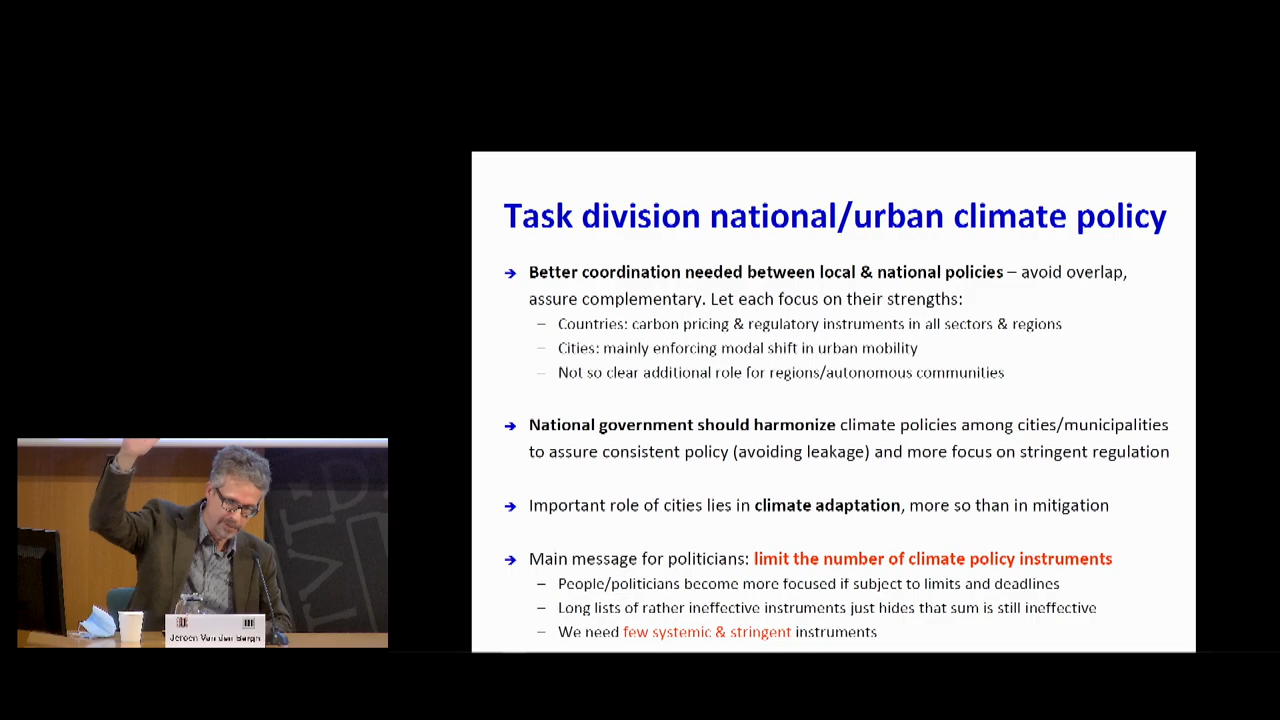 Task division national/urban climate policy
➔ Better coordination needed between local & national policies – avoid overlap,
assure complementary. Let each focus on their strengths:
– Countries: carbon pricing & regulatory instruments in all sectors & regions
– Cities: mainly enforcing modal shift in urban mobility
– Not so clear additional role for regions/autonomous communities
➔ National government should harmonize climate policies among cities/municipalities
to assure consistent policy (avoiding leakage) and more focus on stringent regulation
➔ Important role of cities lies in climate adaptation, more so than in mitigation
➔ Main message for politicians: limit the number of climate policy instruments
– People/politicians become more focused if subject to limits and deadlines
– Long lists of rather ineffective instruments just hides that sum is still ineffective
– We need few systemic & stringent instruments
Jeroen Van den Bergh